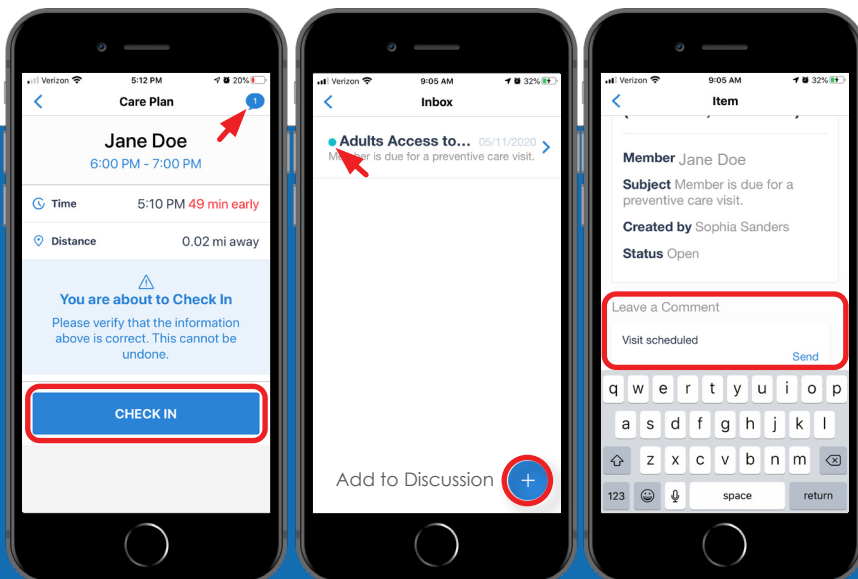 Verizon
5:12 PM
20%
Care Plan
1
Jane Doe
6:00 PM - 7:00 PM
Time
5:10 PM 49 min early
Distance
0.02 mi away
You are about to Check In
Please verify that the information
above is correct. This cannot be
undone.
CHECK IN
Verizon
9:05 AM
32%
Inbox
Adults Access to... 05/11/2020
Member is due for a preventive care visit.
Add to Discussion
+
Verizon
9:05 AM
32%
Item
Member Jane Doe
Subject Member is due for a
preventive care visit.
Created by Sophia Sanders
Status Open
Leave a Comment
Visit scheduled
Send
q w e r t y u i o p
a s d f g h j k l
z x c v b n m
123
space
return